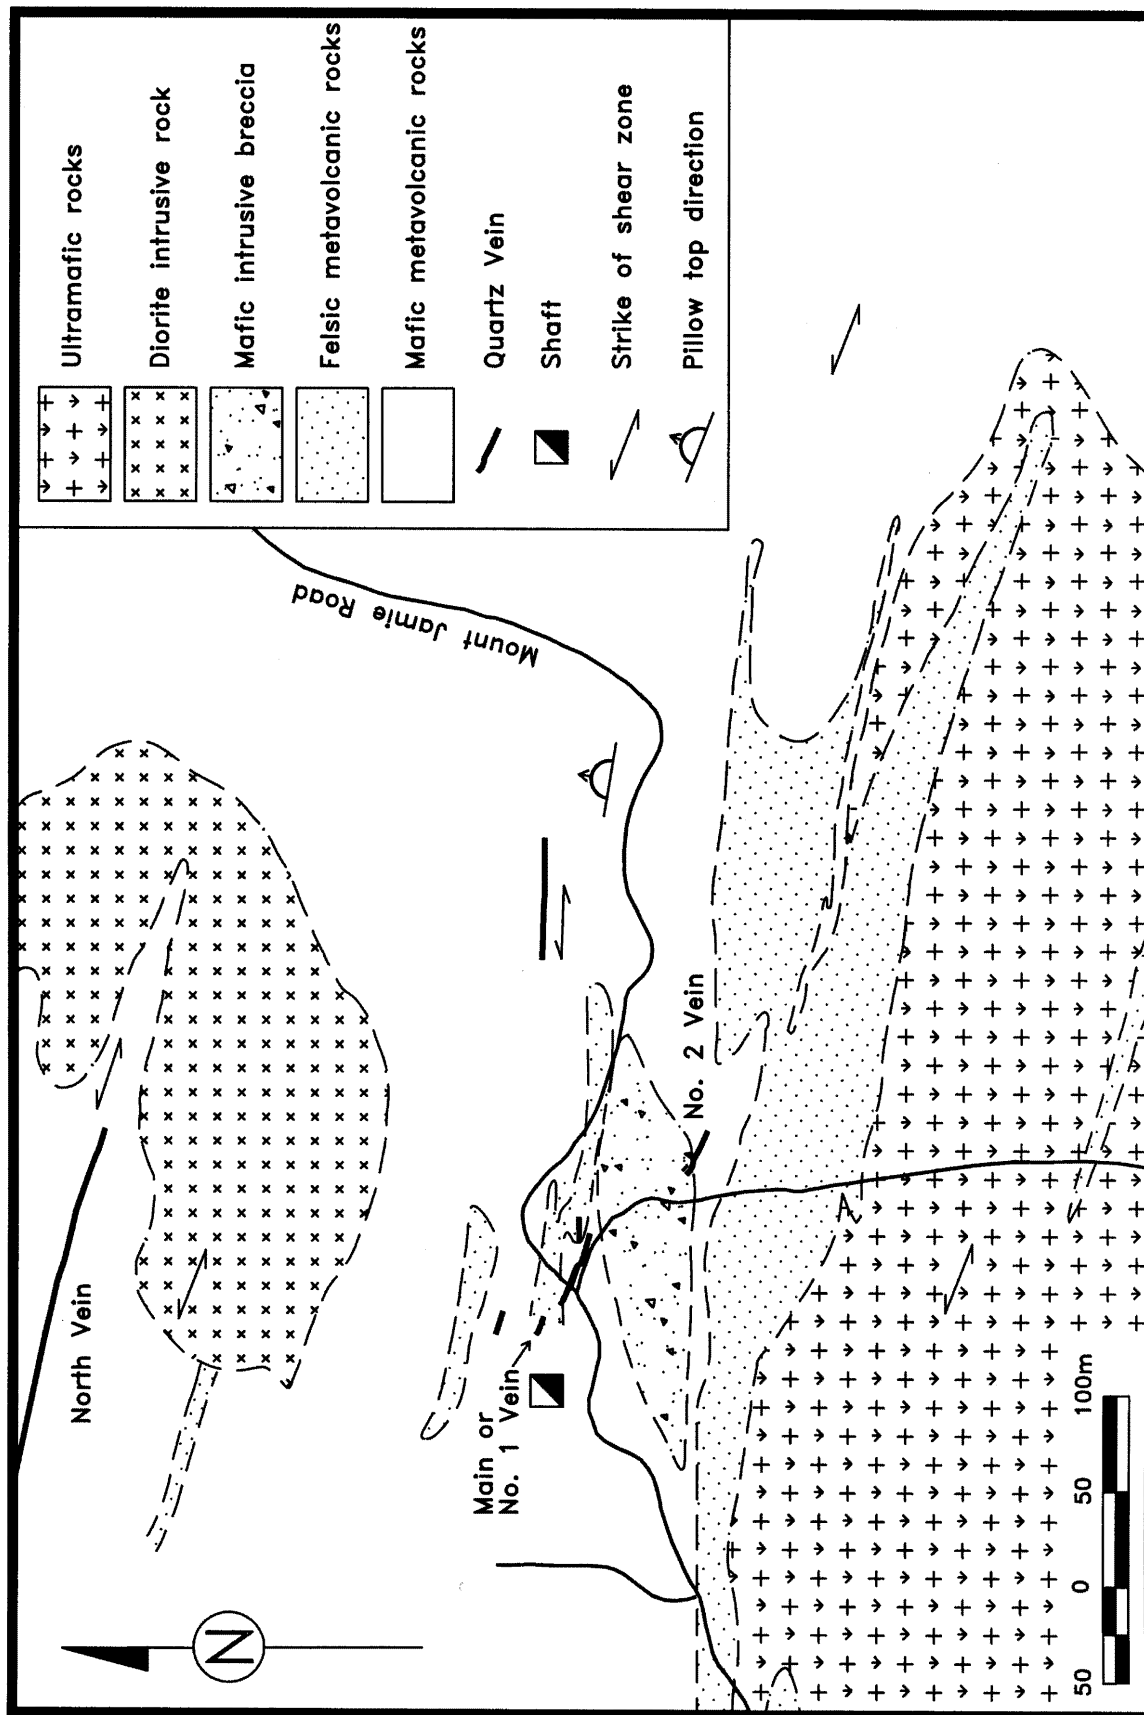 Ultramafic rocks
Diorite intrusive rock
Mafic intrusive breccia
Felsic metavolcanic rocks
Mafic metavolcanic rocks
Quartz Vein
Shaft
Strike of shear zone
Pillow top direction
Mount Jamie Road
North Vein
Main or
No. 1 Vein
No. 2 Vein
N
50 0 50 100m